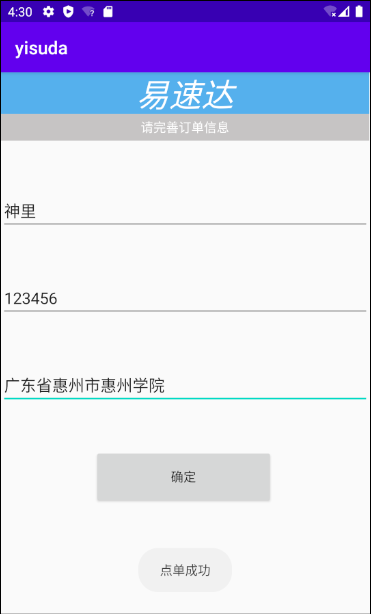 4:30
yisuda
易速达
请完善订单信息
神里
123456
广东省惠州市惠州学院
确定
点单成功